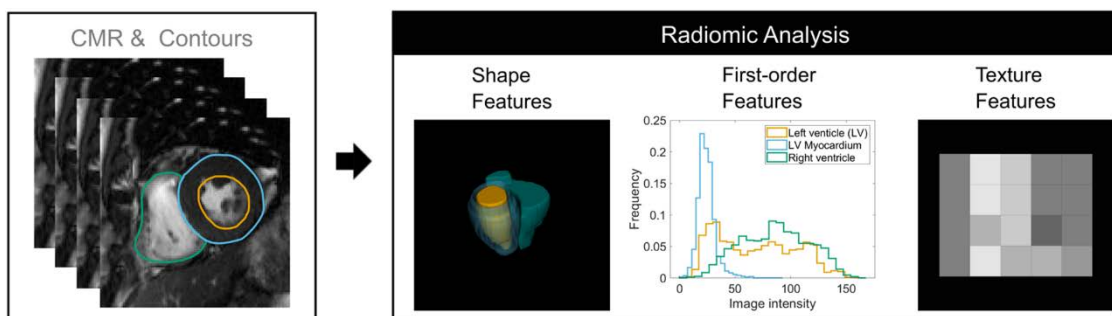 CMR & Contours
Radiomic Analysis
Shape
Features
First-order
Features
Texture
Features
0.25
0.2
0.15
0.1
0.05
0
Frequency
Left venticle (LV)
LV Myocardium
Right ventricle
0
50
100
150
Image intensity